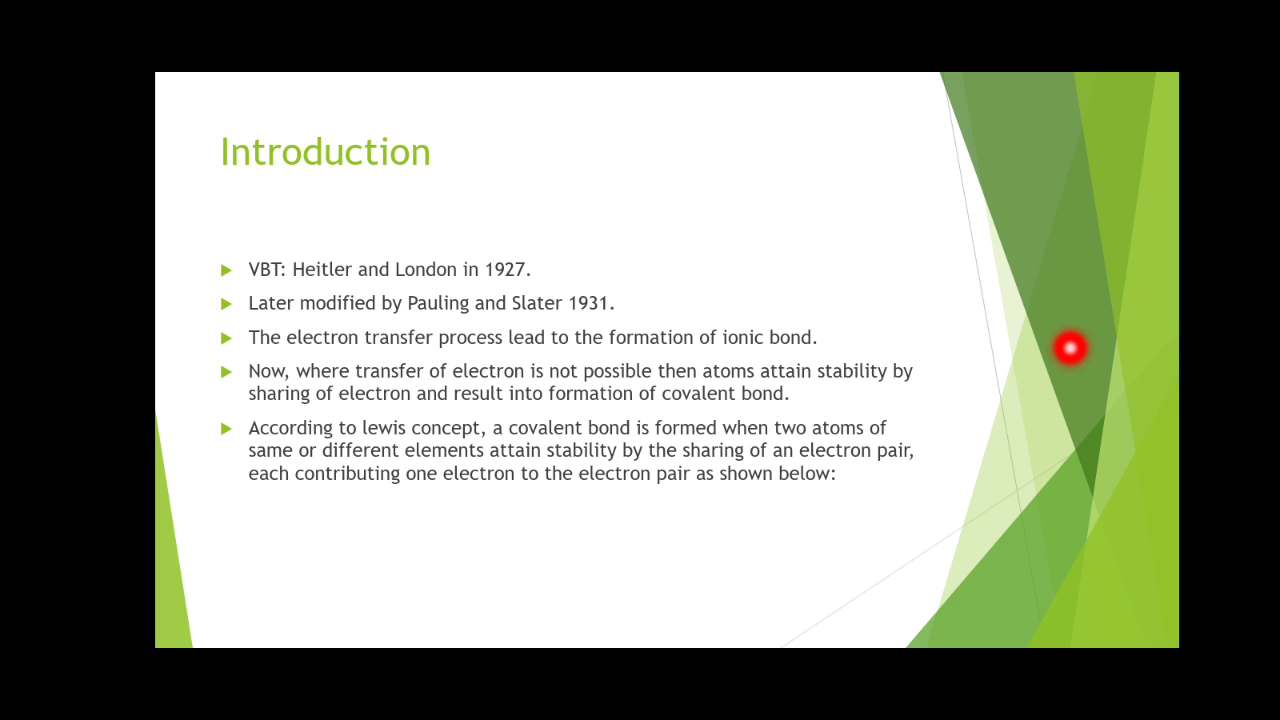 Introduction
VBT: Heitler and London in 1927.
Later modified by Pauling and Slater 1931.
The electron transfer process lead to the formation of ionic bond.
Now, where transfer of electron is not possible then atoms attain stability by
sharing of electron and result into formation of covalent bond.
According to lewis concept, a covalent bond is formed when two atoms of
same or different elements attain stability by the sharing of an electron pair,
each contributing one electron to the electron pair as shown below: